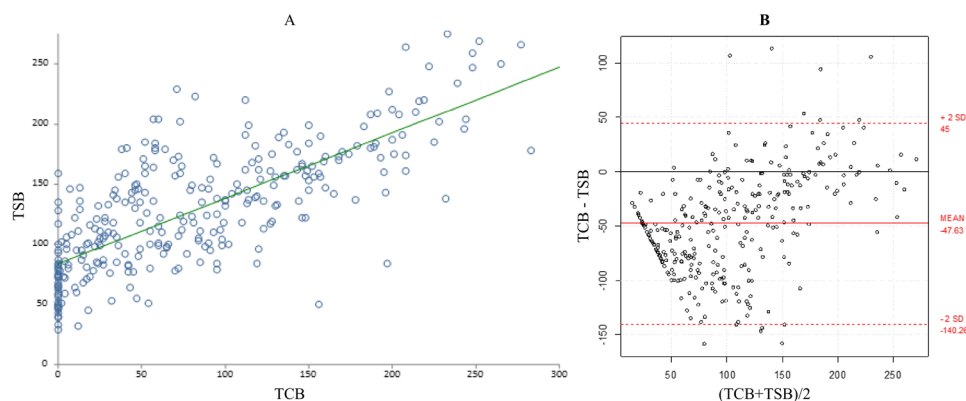 A
TSB
250
200
150
100
50
0
0 50 100 150 200 250 300
TCB
B
TCB - TSB
100
50
0
-50
-100
-150
+ 2 SD
45
MEAN
-47.63
- 2 SD
-140.26
50 100 150 200 250
(TCB+TSB)/2